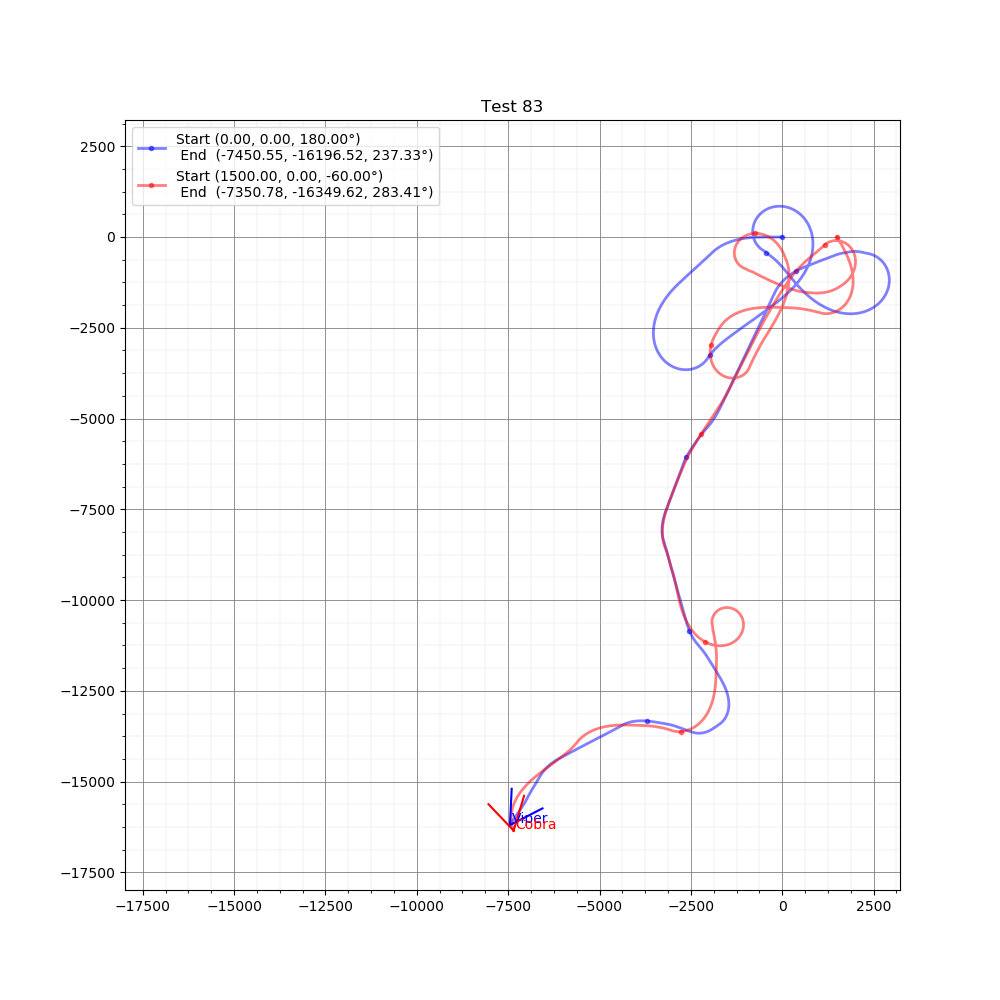 Test 83
Start (0.00, 0.00, 180.00°)
End (-7450.55, -16196.52, 237.33°)
Start (1500.00, 0.00, -60.00°)
End (-7350.78, -16349.62, 283.41°)
2500
0
−2500
−5000
−7500
−10000
−12500
−15000
−17500
Viper
Cobra
−17500 −15000 −12500 −10000 −7500 −5000 −2500 0 2500